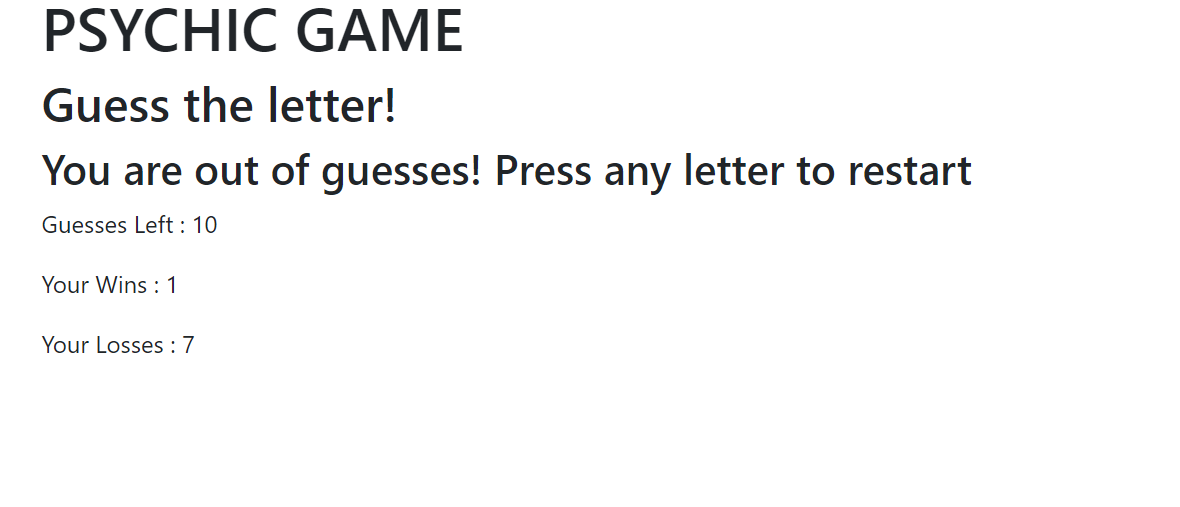 PSYCHIC GAME
Guess the letter!
You are out of guesses! Press any letter to restart
Guesses Left : 10
Your Wins : 1
Your Losses : 7